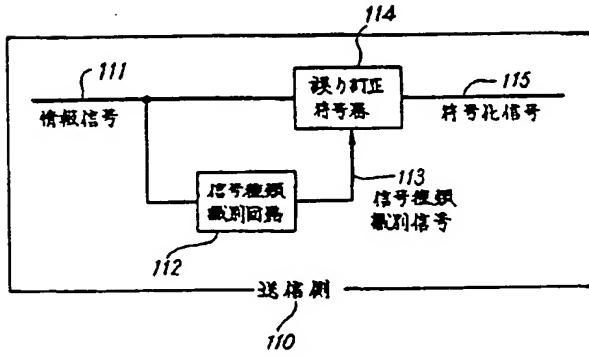 114
111
誤り訂正
符号器
115
情報信号
符号化信号
113
信号種類
識別回路
信号種類
識別信号
112
送信側
110